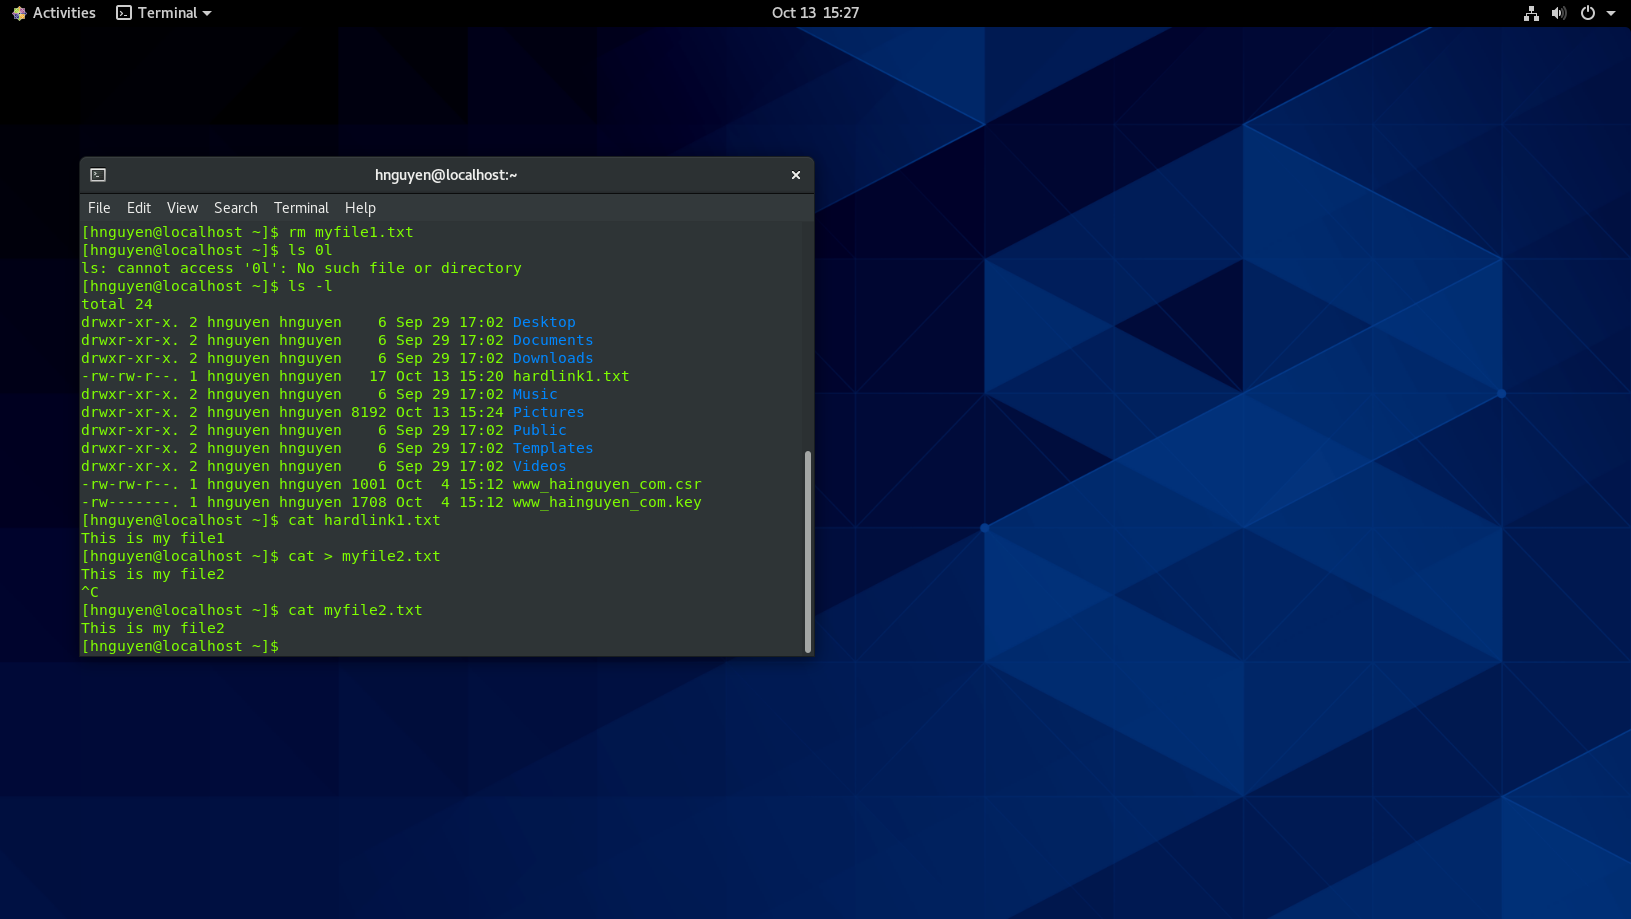 Activities Terminal Oct 13 15:27
hnguyen@localhost:~
File Edit View Search Terminal Help
[hnguyen@localhost ~]$ rm myfile1.txt
[hnguyen@localhost ~]$ ls 0l
ls: cannot access '0l': No such file or directory
[hnguyen@localhost ~]$ ls -l
total 24
drwxr-xr-x. 2 hnguyen hnguyen    6 Sep 29 17:02 Desktop
drwxr-xr-x. 2 hnguyen hnguyen    6 Sep 29 17:02 Documents
drwxr-xr-x. 2 hnguyen hnguyen    6 Sep 29 17:02 Downloads
-rw-rw-r--. 1 hnguyen hnguyen   17 Oct 13 15:20 hardlink1.txt
drwxr-xr-x. 2 hnguyen hnguyen    6 Sep 29 17:02 Music
drwxr-xr-x. 2 hnguyen hnguyen 8192 Oct 13 15:24 Pictures
drwxr-xr-x. 2 hnguyen hnguyen    6 Sep 29 17:02 Public
drwxr-xr-x. 2 hnguyen hnguyen    6 Sep 29 17:02 Templates
drwxr-xr-x. 2 hnguyen hnguyen    6 Sep 29 17:02 Videos
-rw-rw-r--. 1 hnguyen hnguyen 1001 Oct  4 15:12 www_hainguyen_com.csr
-rw-------. 1 hnguyen hnguyen 1708 Oct  4 15:12 www_hainguyen_com.key
[hnguyen@localhost ~]$ cat hardlink1.txt
This is my file1
[hnguyen@localhost ~]$ cat > myfile2.txt
This is my file2
^C
[hnguyen@localhost ~]$ cat myfile2.txt
This is my file2
[hnguyen@localhost ~]$